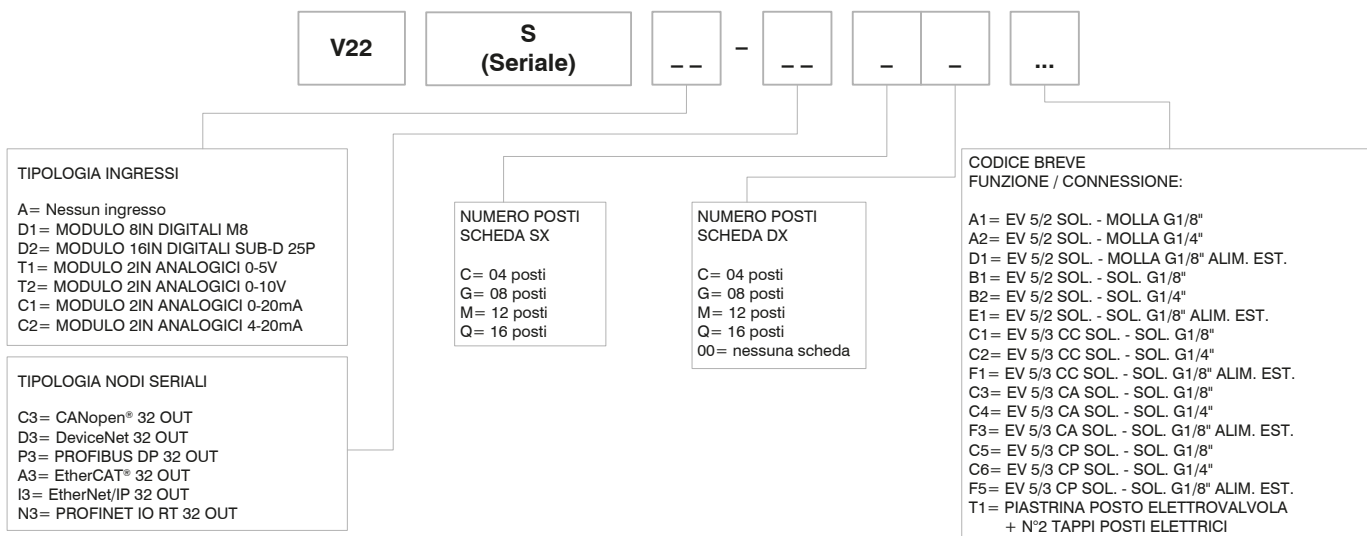 V22
S
(Seriale)
_ _
–
_ _
_
_
...
TIPOLOGIA INGRESSI
A= Nessun ingresso
D1= MODULO 8IN DIGITALI M8
D2= MODULO 16IN DIGITALI SUB-D 25P
T1= MODULO 2IN ANALOGICI 0-5V
T2= MODULO 2IN ANALOGICI 0-10V
C1= MODULO 2IN ANALOGICI 0-20mA
C2= MODULO 2IN ANALOGICI 4-20mA
TIPOLOGIA NODI SERIALI
C3= CANopen® 32 OUT
D3= DeviceNet 32 OUT
P3= PROFIBUS DP 32 OUT
A3= EtherCAT® 32 OUT
I3= EtherNet/IP 32 OUT
N3= PROFINET IO RT 32 OUT
NUMERO POSTI
SCHEDA SX
C= 04 posti
G= 08 posti
M= 12 posti
Q= 16 posti
NUMERO POSTI
SCHEDA DX
C= 04 posti
G= 08 posti
M= 12 posti
Q= 16 posti
00= nessuna scheda
CODICE BREVE
FUNZIONE / CONNESSIONE:
A1= EV 5/2 SOL. - MOLLA G1/8"
A2= EV 5/2 SOL. - MOLLA G1/4"
D1= EV 5/2 SOL. - MOLLA G1/8" ALIM. EST.
B1= EV 5/2 SOL. - SOL. G1/8"
B2= EV 5/2 SOL. - SOL. G1/4"
E1= EV 5/2 SOL. - SOL. G1/8" ALIM. EST.
C1= EV 5/3 CC SOL. - SOL. G1/8"
C2= EV 5/3 CC SOL. - SOL. G1/4"
F1= EV 5/3 CC SOL. - SOL. G1/8" ALIM. EST.
C3= EV 5/3 CA SOL. - SOL. G1/8"
C4= EV 5/3 CA SOL. - SOL. G1/4"
F3= EV 5/3 CA SOL. - SOL. G1/8" ALIM. EST.
C5= EV 5/3 CP SOL. - SOL. G1/8"
C6= EV 5/3 CP SOL. - SOL. G1/4"
F5= EV 5/3 CP SOL. - SOL. G1/8" ALIM. EST.
T1= PIASTRINA POSTO ELETTROVALVOLA
+ N°2 TAPPI POSTI ELETTRICI